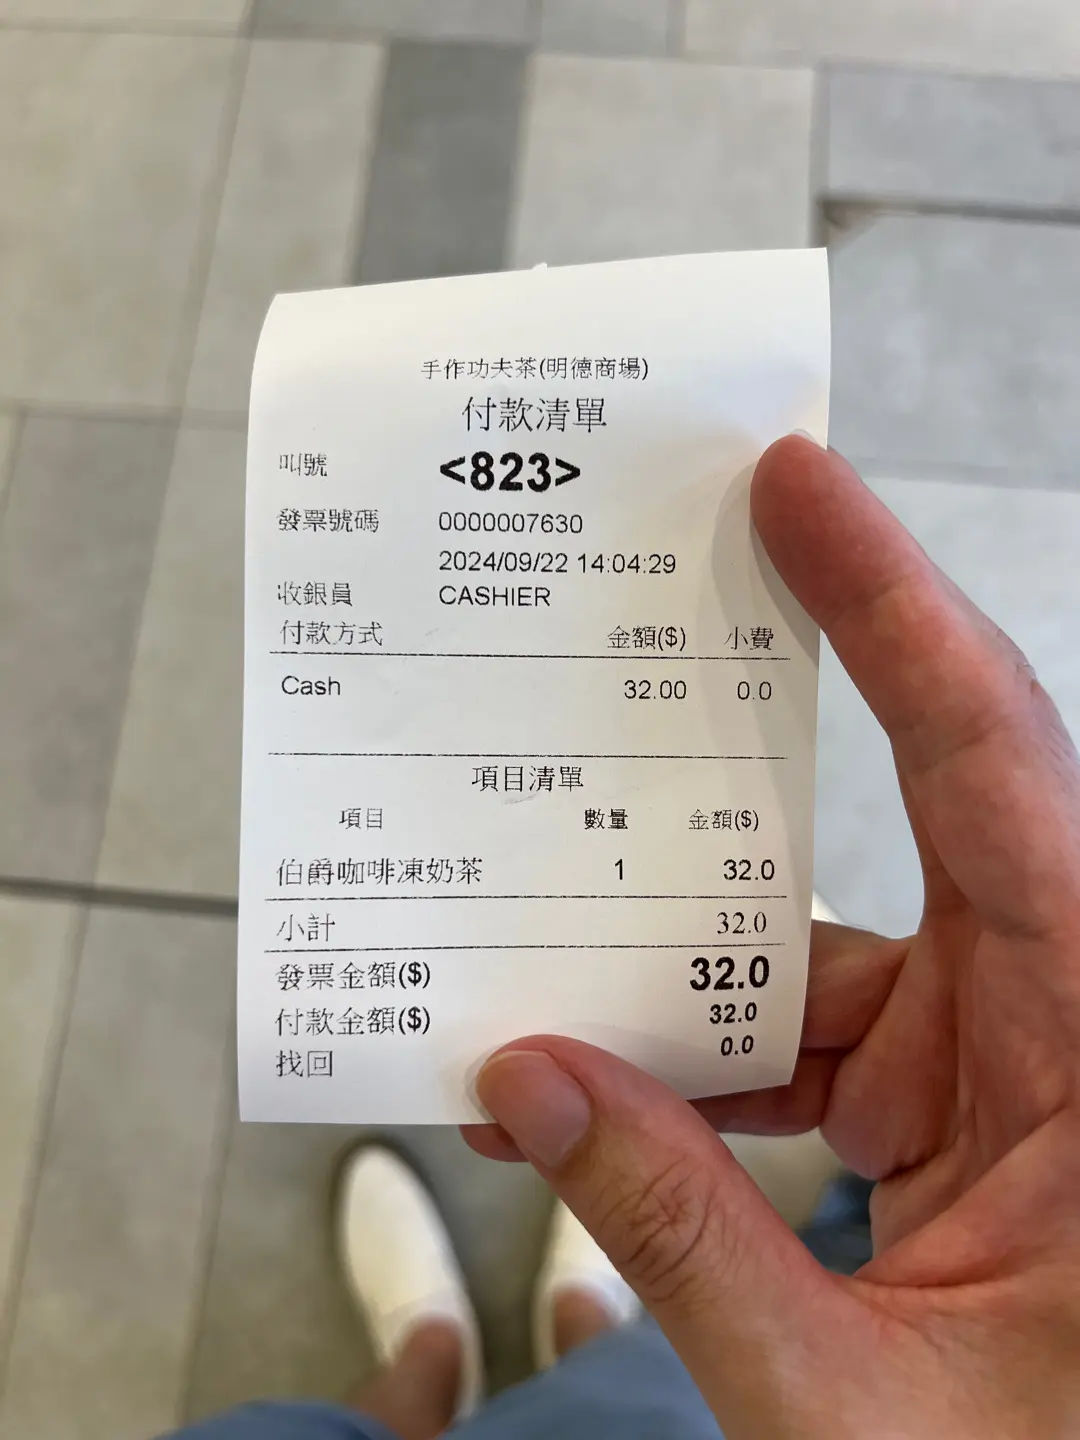 手作功夫茶(明德商場)
付款清單
叫號 <823>
發票號碼 0000007630
2024/09/22 14:04:29
收銀員 CASHIER
付款方式 金額($) 小費
Cash 32.00 0.0
項目清單
項目 數量 金額($)
伯爵咖啡凍奶茶 1 32.0
小計 32.0
發票金額($) 32.0
付款金額($) 32.0
找回 0.0